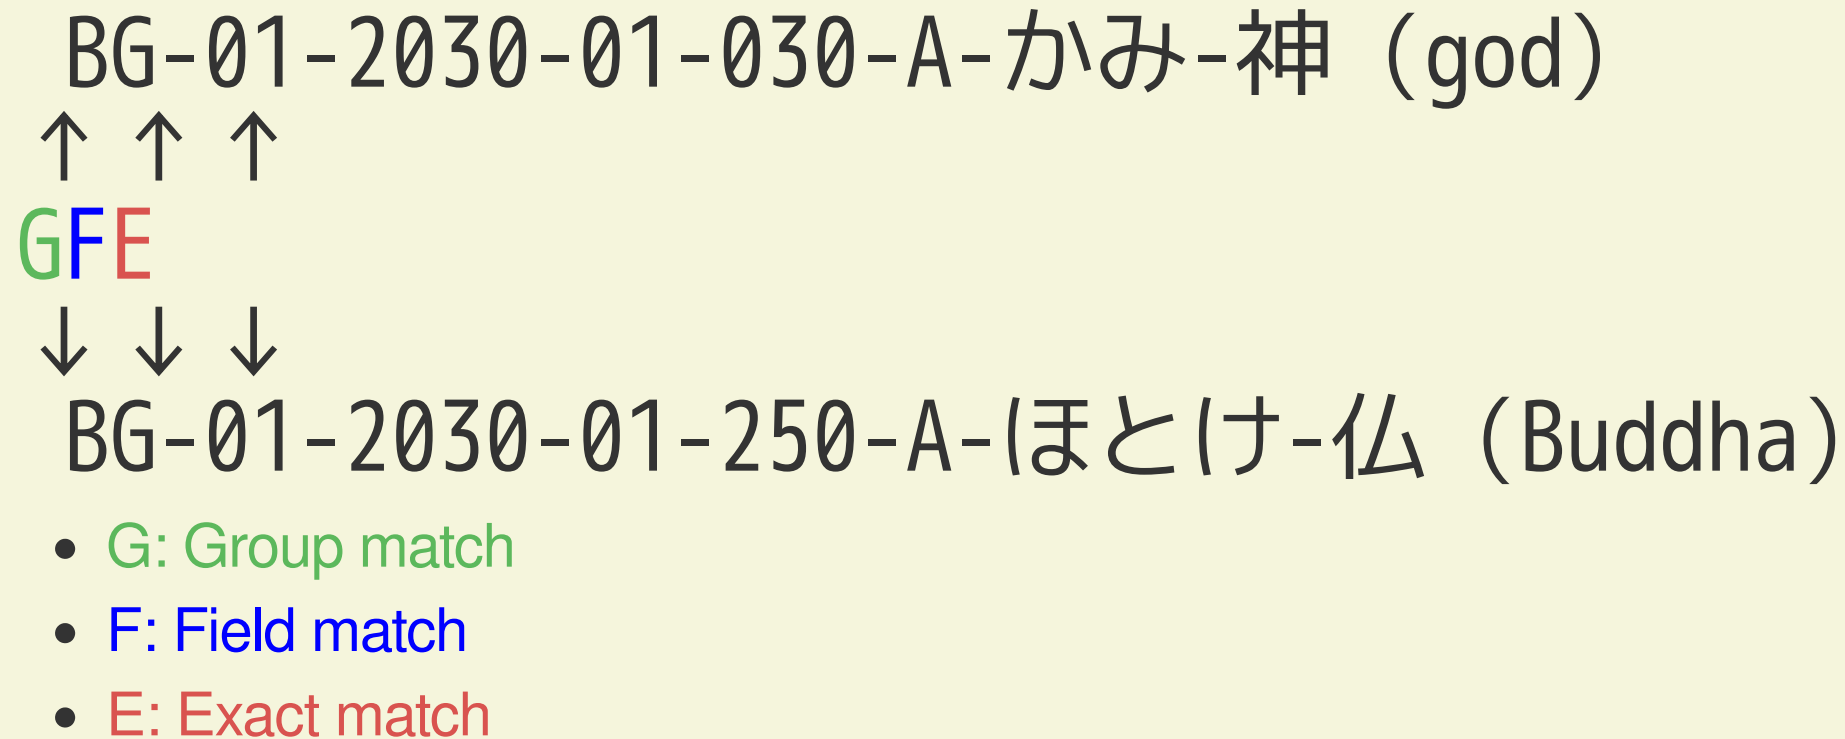 BG-01-2030-01-030-A-かみ-神 (god)
↑ ↑ ↑
GFE
↓ ↓ ↓
BG-01-2030-01-250-A-ほとけ-仏 (Buddha)
• G: Group match
• F: Field match
• E: Exact match